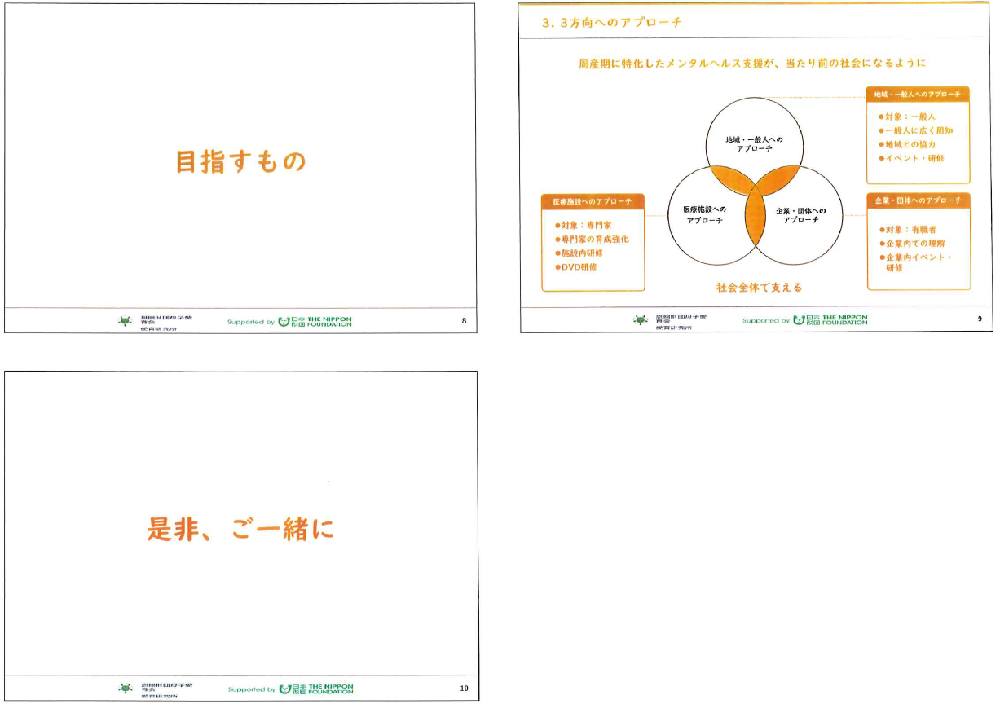 目指すもの
恩賜財団母子愛
育会
愛育研究所
Supported by 日本財団 THE NIPPON FOUNDATION
8
3. 3方向へのアプローチ
周産期に特化したメンタルヘルス支援が、当たり前の社会になるように
地域・一般人へのアプローチ
●対象：一般人
●一般人に広く周知
●地域との協力
●イベント・研修
地域・一般人への
アプローチ
医療施設への
アプローチ
企業・団体への
アプローチ
医療施設へのアプローチ
●対象：専門家
●専門家の育成強化
●施設内研修
●DVD研修
企業・団体へのアプローチ
●対象：有職者
●企業内での理解
●企業内イベント・
研修
社会全体で支える
恩賜財団母子愛
育会
愛育研究所
Supported by 日本財団 THE NIPPON FOUNDATION
9
是非、ご一緒に
恩賜財団母子愛
育会
愛育研究所
Supported by 日本財団 THE NIPPON FOUNDATION
10